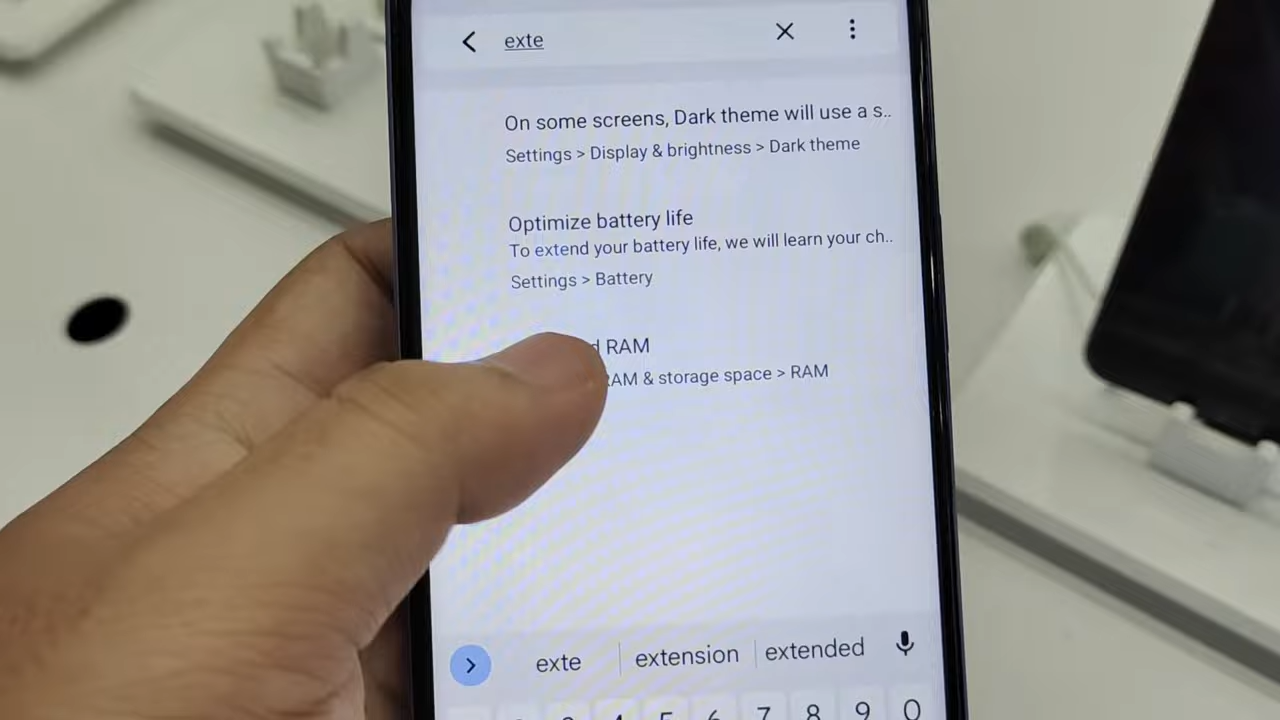 exte
On some screens, Dark theme will use a s..
Settings > Display & brightness > Dark theme
Optimize battery life
To extend your battery life, we will learn your ch..
Settings > Battery
RAM
RAM & storage space > RAM
exte extension extended
4 5 6 7 8 9 0